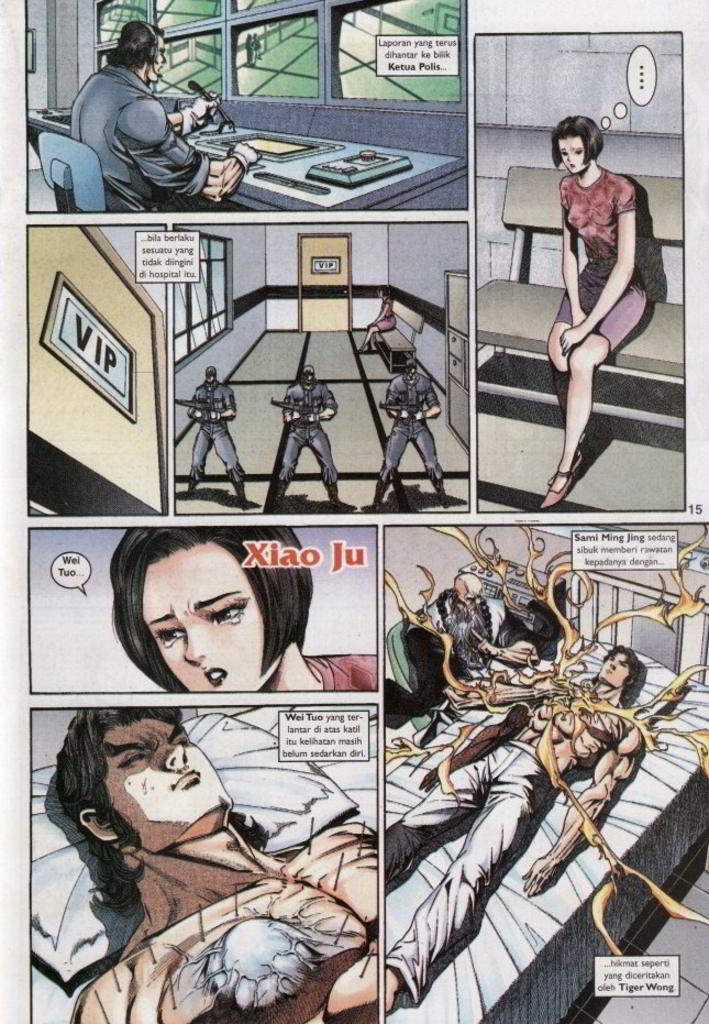 Laporan yang terus
dihantar ke bilik
Ketua Polis...
....
...bila berlaku
sesuatu yang
tidak diingini
di hospital itu.
VIP
VIP
15
Wei
Tuo...
Xiao Ju
Sami Ming Jing sedang
sibuk memberi rawatan
kepadanya dengan...
Wei Tuo yang ter-
lantar di atas katil
itu kelihatan masih
belum sedarkan diri.
...hikmat seperti
yang diceritakan
oleh Tiger Wong.